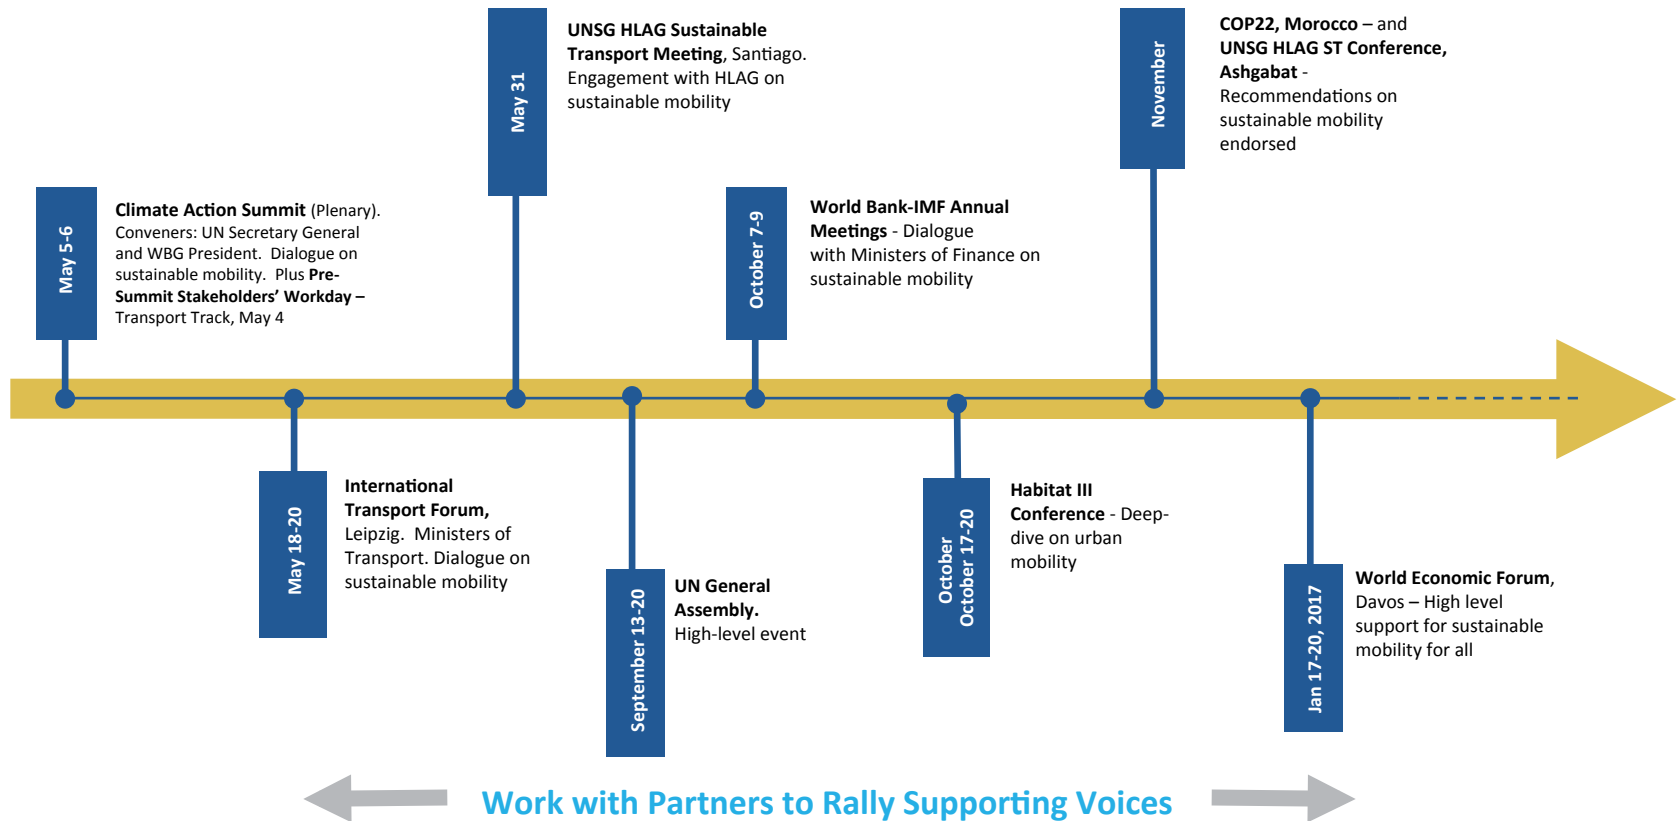 May 5-6
Climate Action Summit (Plenary).
Conveners: UN Secretary General
and WBG President.  Dialogue on
sustainable mobility.  Plus Pre-
Summit Stakeholders’ Workday –
Transport Track, May 4
May 18-20
International
Transport Forum,
Leipzig.  Ministers of
Transport. Dialogue on
sustainable mobility
May 31
UNSG HLAG Sustainable
Transport Meeting, Santiago.
Engagement with HLAG on
sustainable mobility
September 13-20
UN General
Assembly.
High-level event
October 7-9
World Bank-IMF Annual
Meetings - Dialogue
with Ministers of Finance on
sustainable mobility
October
October 17-20
Habitat III
Conference - Deep-
dive on urban
mobility
November
COP22, Morocco – and
UNSG HLAG ST Conference,
Ashgabat -
Recommendations on
sustainable mobility
endorsed
Jan 17-20, 2017
World Economic Forum,
Davos – High level
support for sustainable
mobility for all
Work with Partners to Rally Supporting Voices